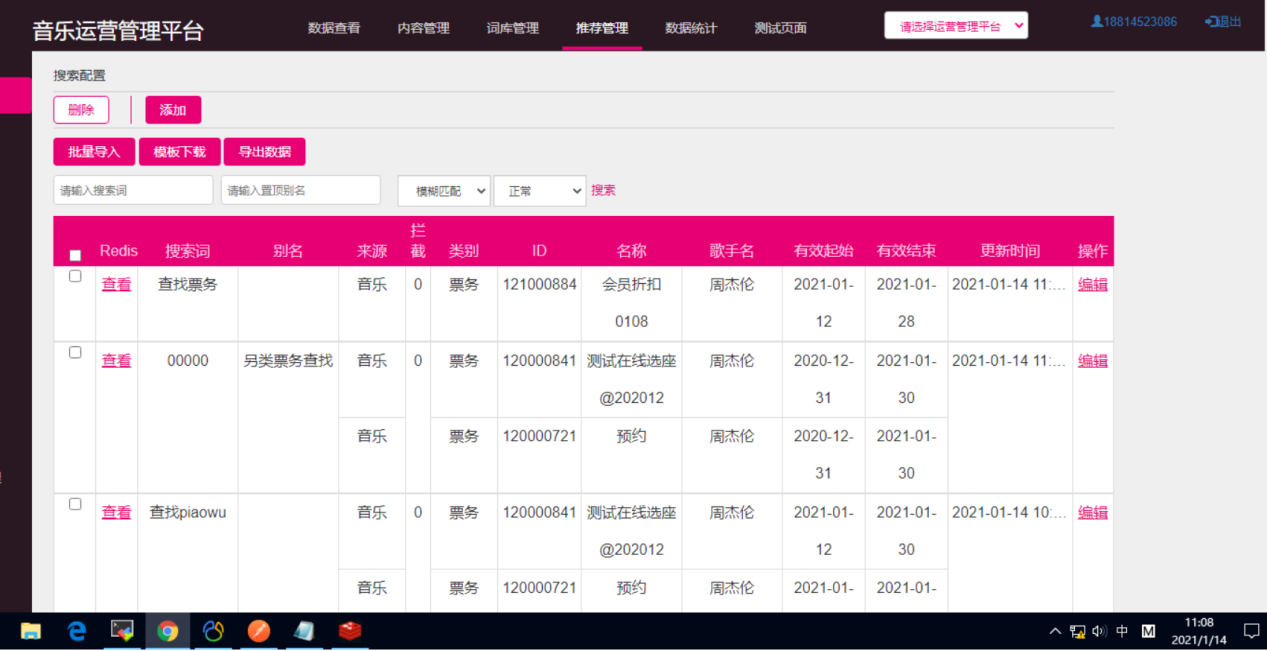 音乐运营管理平台 数据查看 内容管理 词库管理 推荐管理 数据统计 测试页面 请选择运营管理平台 18814523086 退出
搜索配置
删除 添加
批量导入 模板下载 导出数据
请输入搜索词 请输入置顶别名 模糊匹配 正常 搜索
Redis 搜索词 别名 来源 拦截 类别 ID 名称 歌手名 有效起始 有效结束 更新时间 操作
查看 查找票务 音乐 0 票务 121000884 会员折扣 周杰伦 2021-01- 2021-01- 2021-01-14 11:... 编辑
0108 12 28
查看 00000 另类票务查找 音乐 0 票务 120000841 测试在线选座 周杰伦 2020-12- 2021-01- 2021-01-14 11:... 编辑
@202012 31 30
音乐 票务 120000721 预约 周杰伦 2020-12- 2021-01-
31 30
查看 查找piaowu 音乐 0 票务 120000841 测试在线选座 周杰伦 2021-01- 2021-01- 2021-01-14 10:... 编辑
@202012 12 30
音乐 票务 120000721 预约 周杰伦 2021-01- 2021-01-
中 M 11:08
2021/1/14